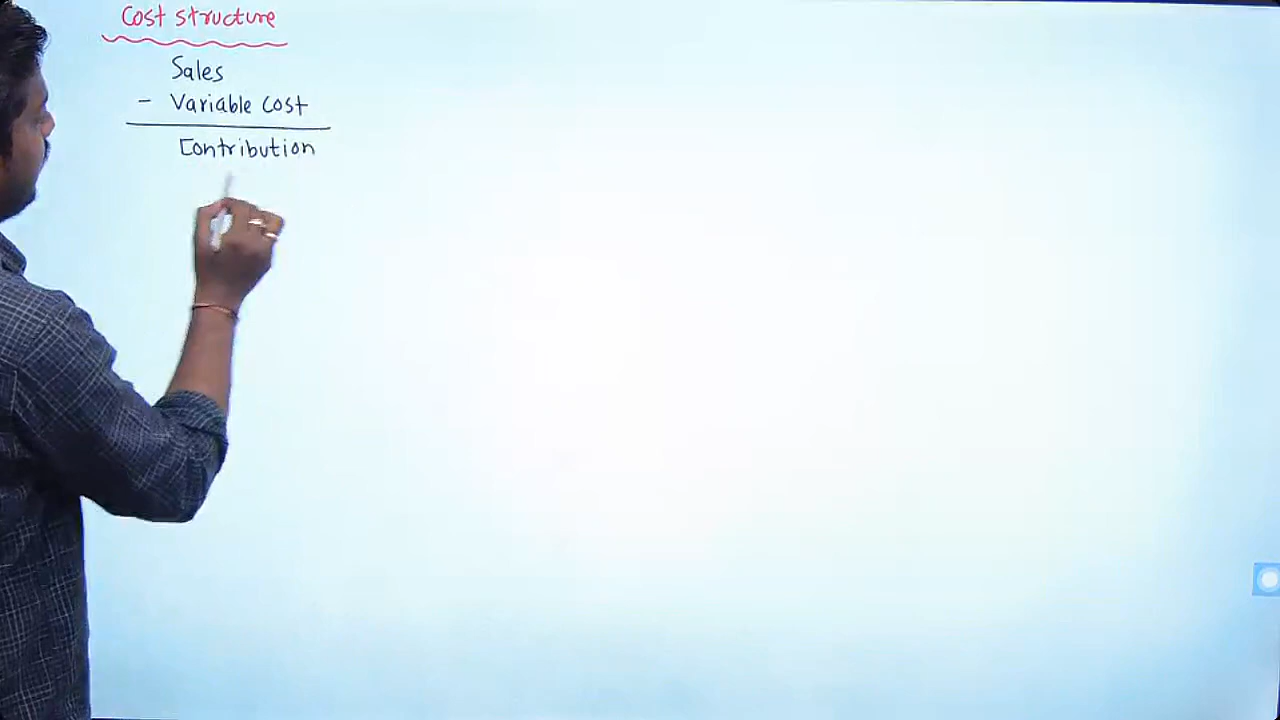 Cost structure
Sales
- Variable cost
Contribution